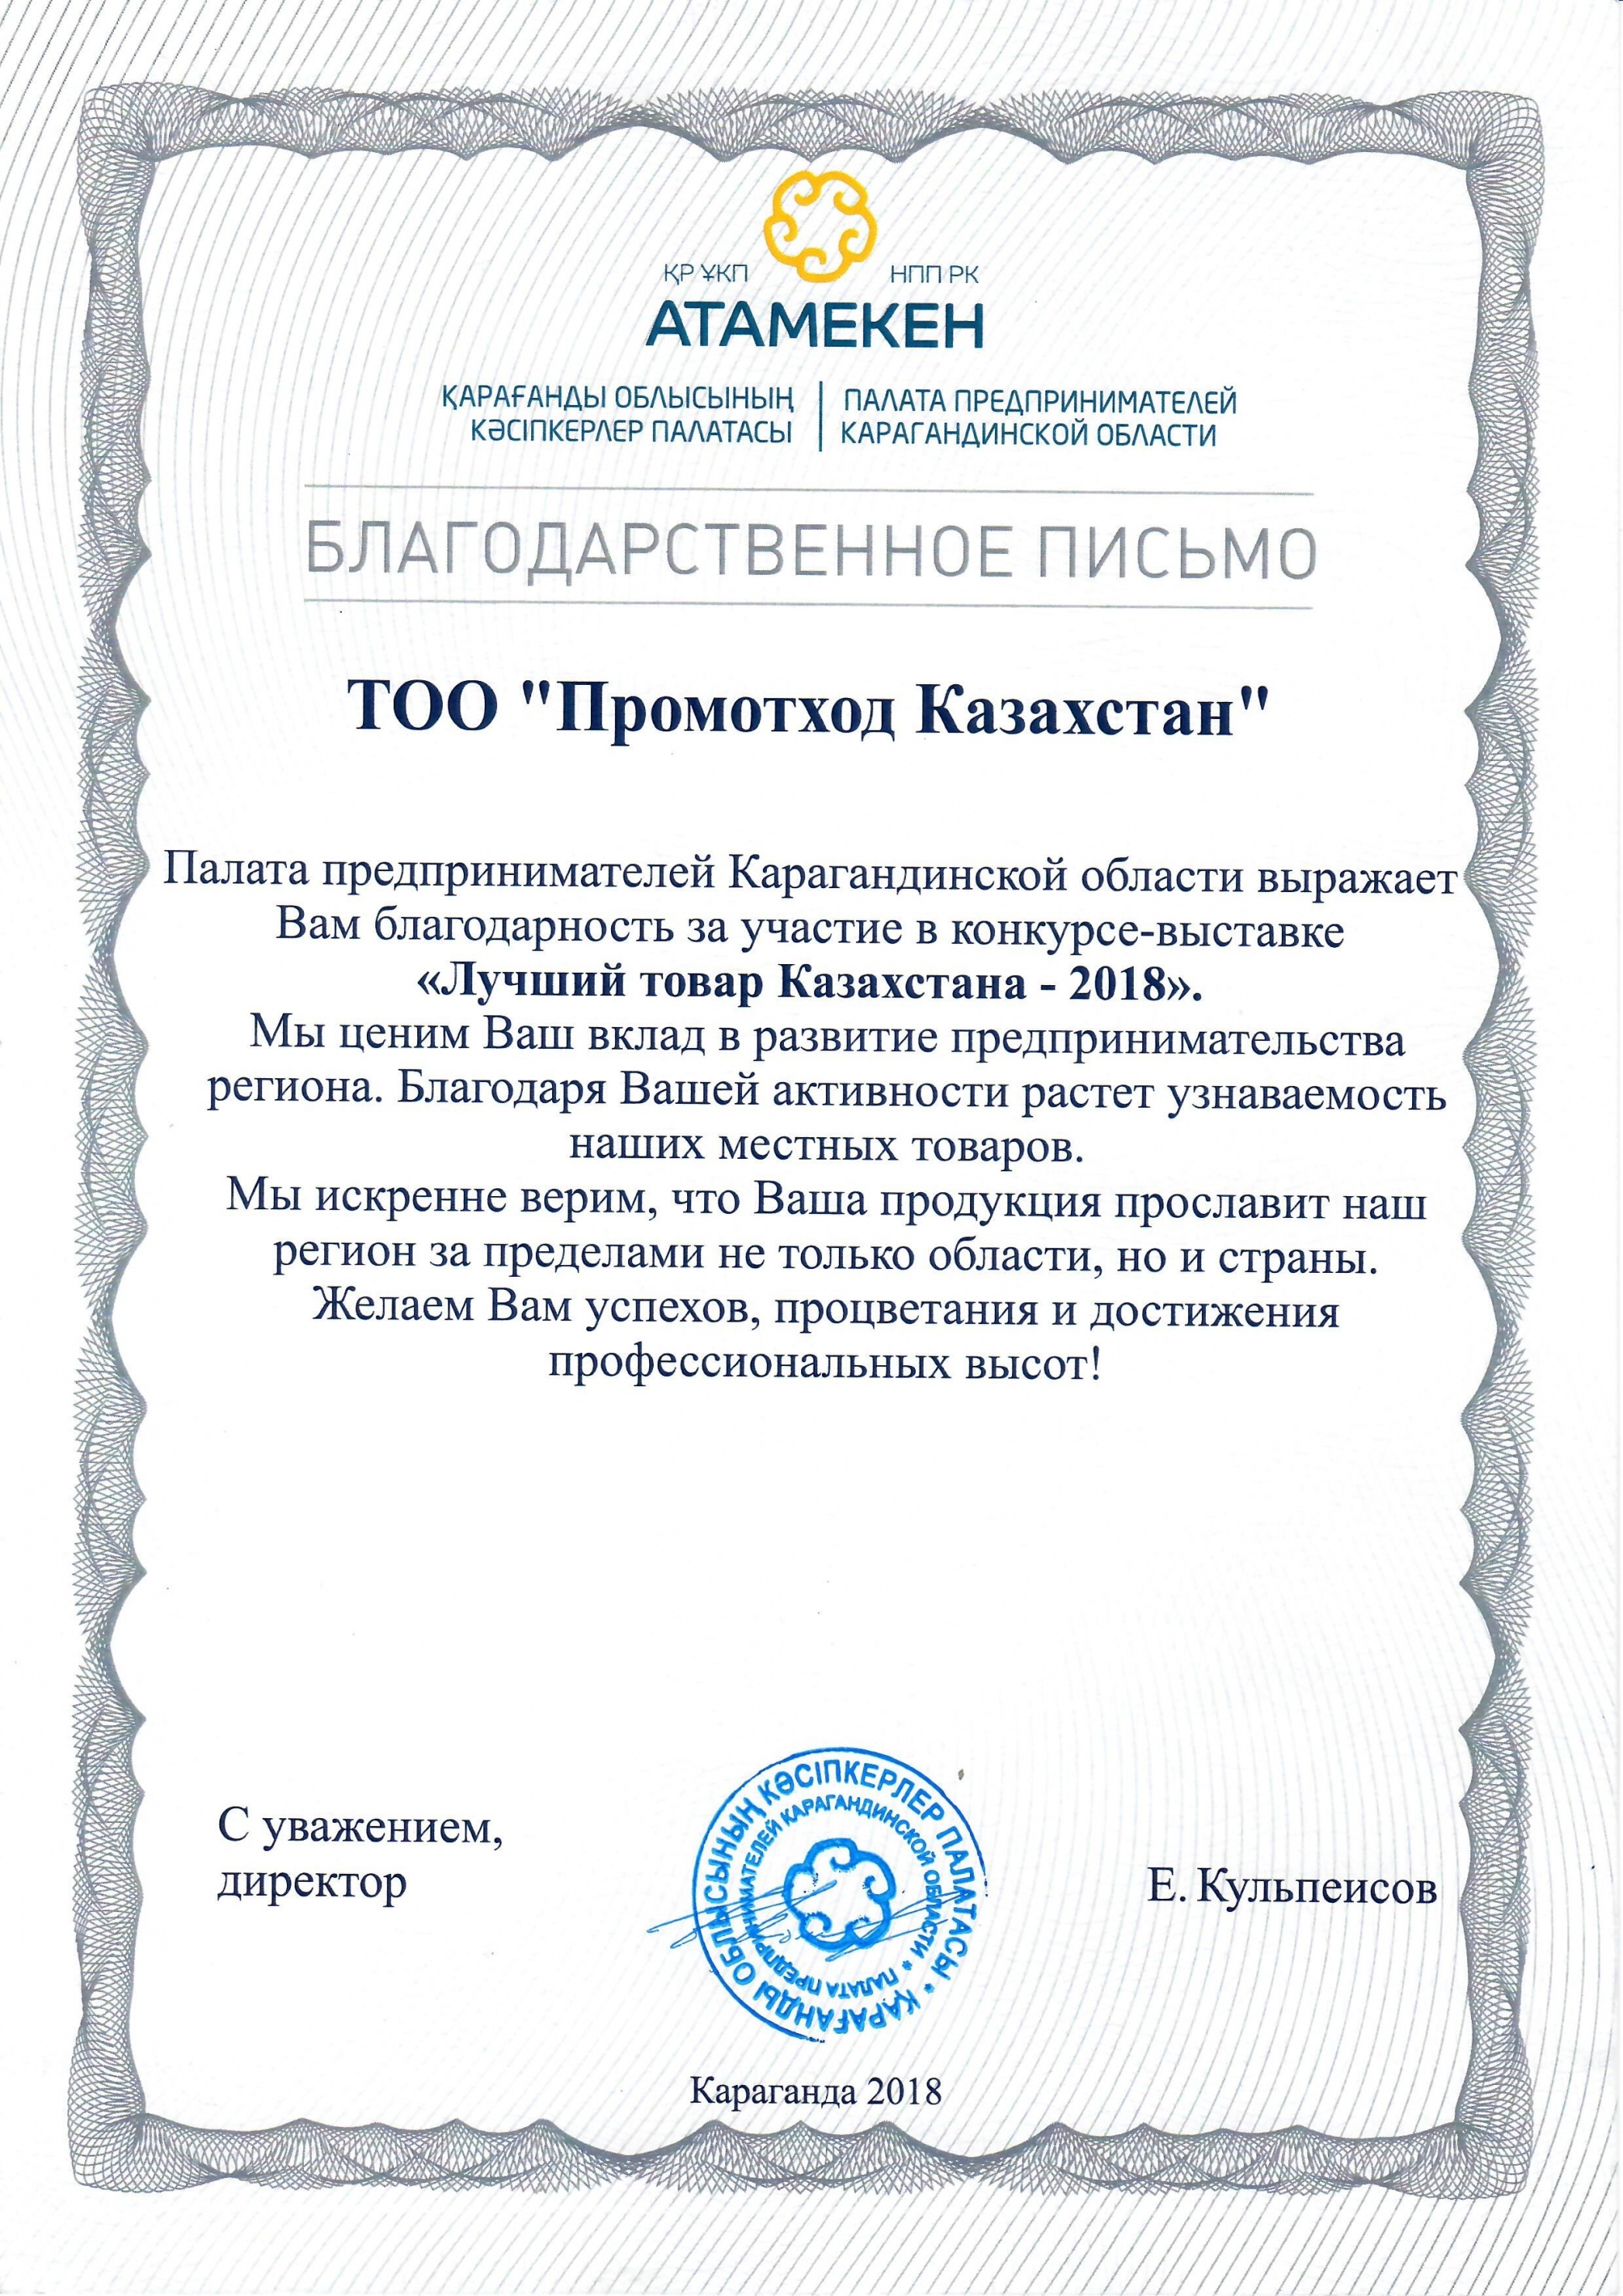 ҚР ҰКП НПП РК
АТАМЕКЕН
ҚАРАҒАНДЫ ОБЛЫСЫНЫҢ
КӘСІПКЕРЛЕР ПАЛАТАСЫ
ПАЛАТА ПРЕДПРИНИМАТЕЛЕЙ
КАРАГАНДИНСКОЙ ОБЛАСТИ
БЛАГОДАРСТВЕННОЕ ПИСЬМО
ТОО "Промотход Казахстан"
Палата предпринимателей Карагандинской области выражает
Вам благодарность за участие в конкурсе-выставке
«Лучший товар Казахстана - 2018».
Мы ценим Ваш вклад в развитие предпринимательства
региона. Благодаря Вашей активности растет узнаваемость
наших местных товаров.
Мы искренне верим, что Ваша продукция прославит наш
регион за пределами не только области, но и страны.
Желаем Вам успехов, процветания и достижения
профессиональных высот!
С уважением,
директор
Е. Кульпеисов
ҚАРАҒАНДЫ ОБЛЫСЫНЫҢ КӘСІПКЕРЛЕР ПАЛАТАСЫ *
ПАЛАТА ПРЕДПРИНИМАТЕЛЕЙ КАРАГАНДИНСКОЙ ОБЛАСТИ *
Караганда 2018